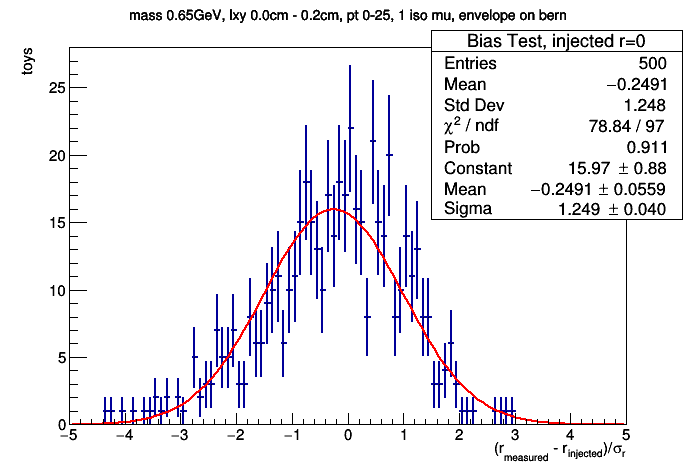 mass 0.65GeV, lxy 0.0cm - 0.2cm, pt 0-25, 1 iso mu, envelope on bern
toys
Bias Test, injected r=0
Entries 500
Mean −0.2491
Std Dev 1.248
χ² / ndf 78.84 / 97
Prob 0.911
Constant 15.97 ± 0.88
Mean −0.2491 ± 0.0559
Sigma 1.249 ± 0.040
25
20
15
10
5
0
−5 −4 −3 −2 −1 0 1 2 3 4 5
(r_measured - r_injected)/σ_r